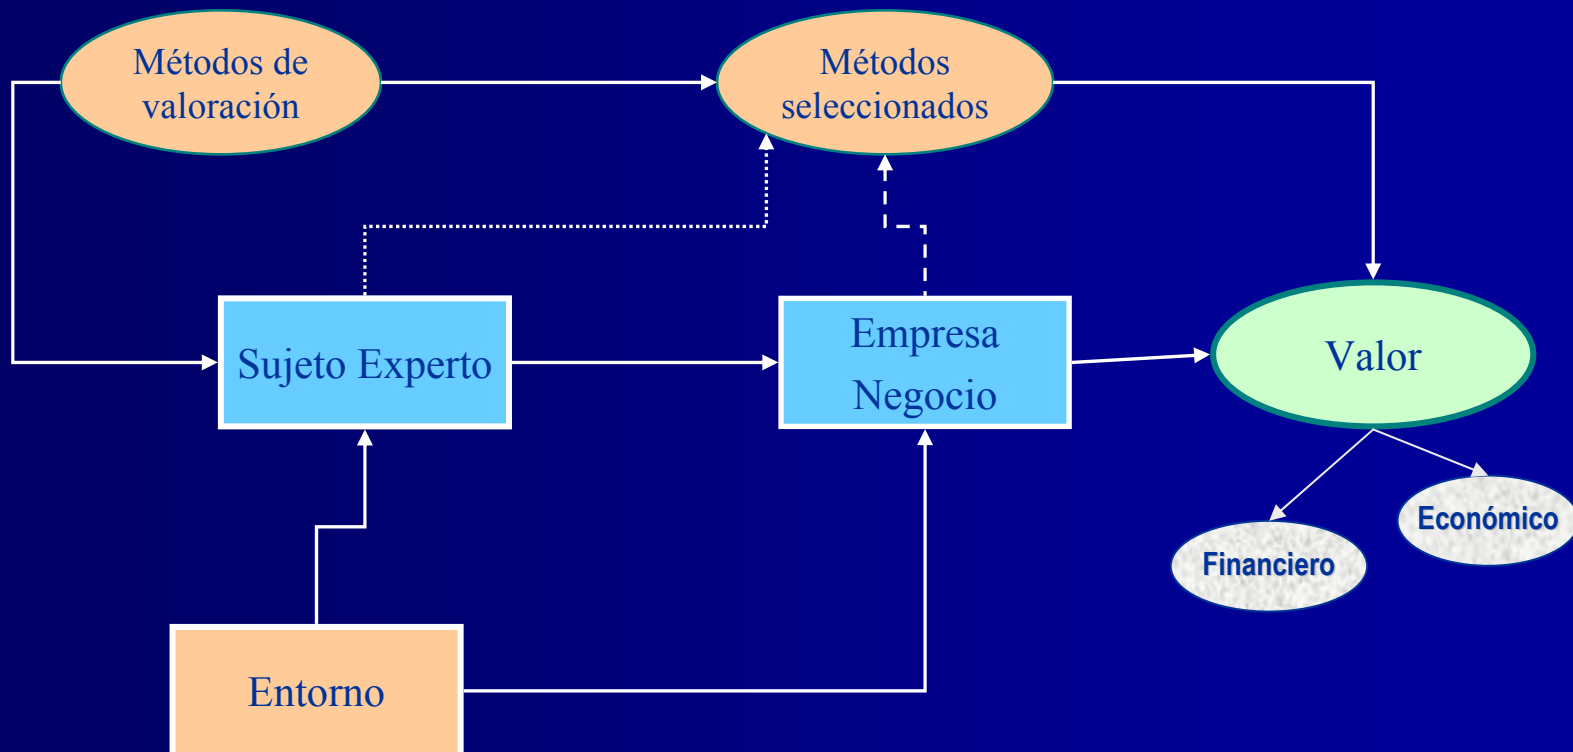 Métodos de
valoración
Métodos
seleccionados
Sujeto Experto
Empresa
Negocio
Valor
Económico
Financiero
Entorno